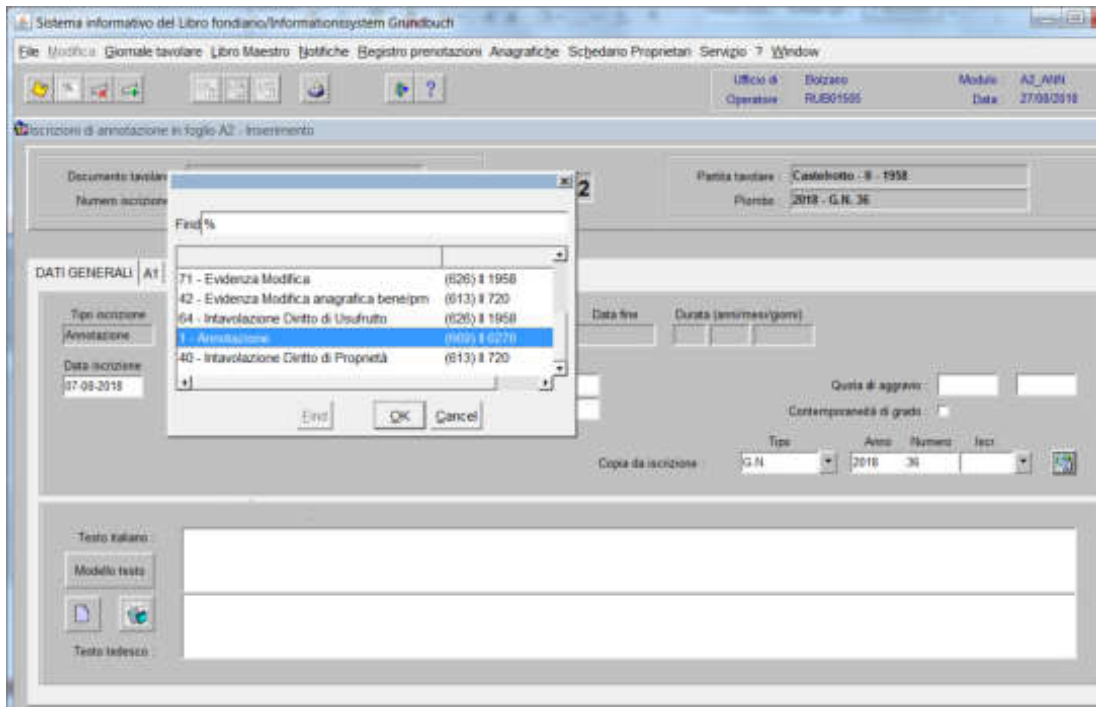 Sistema informativo del Libro fondiario/Informationssystem Grundbuch
File Modifica Giornale tavolare Libro Maestro Notifiche Registro prenotazioni Anagrafiche Schedario Proprietari Servizio ? Window
Ufficio di Bolzano Modulo A2_ANN
Operatore RUB01505 Data 27/08/2018
Iscrizioni di annotazione in foglio A2 - Inserimento
Documento tavolare
Numero iscrizione
2
Partita tavolare : Castelrotto - II - 1958
Piombo : 2018 - G.N. 36
Find %
71 - Evidenza Modifica (626) II 1958
42 - Evidenza Modifica anagrafica bene/pm (613) II 720
64 - Intavolazione Diritto di Usufrutto (626) II 1958
1 - Annotazione (602) II 6270
40 - Intavolazione Diritto di Proprietà (613) II 720
Find OK Cancel
DATI GENERALI A1
Tipo iscrizione
Annotazione
Data iscrizione
07-08-2018
Data fine Durata (anni/mesi/giorni)
Quota di aggravio :
Contemporaneità di grado :
Tipo Anno Numero Iscr.
Copia da iscrizione : G.N. 2018 36
Testo italiano :
Modello testo
Testo tedesco :